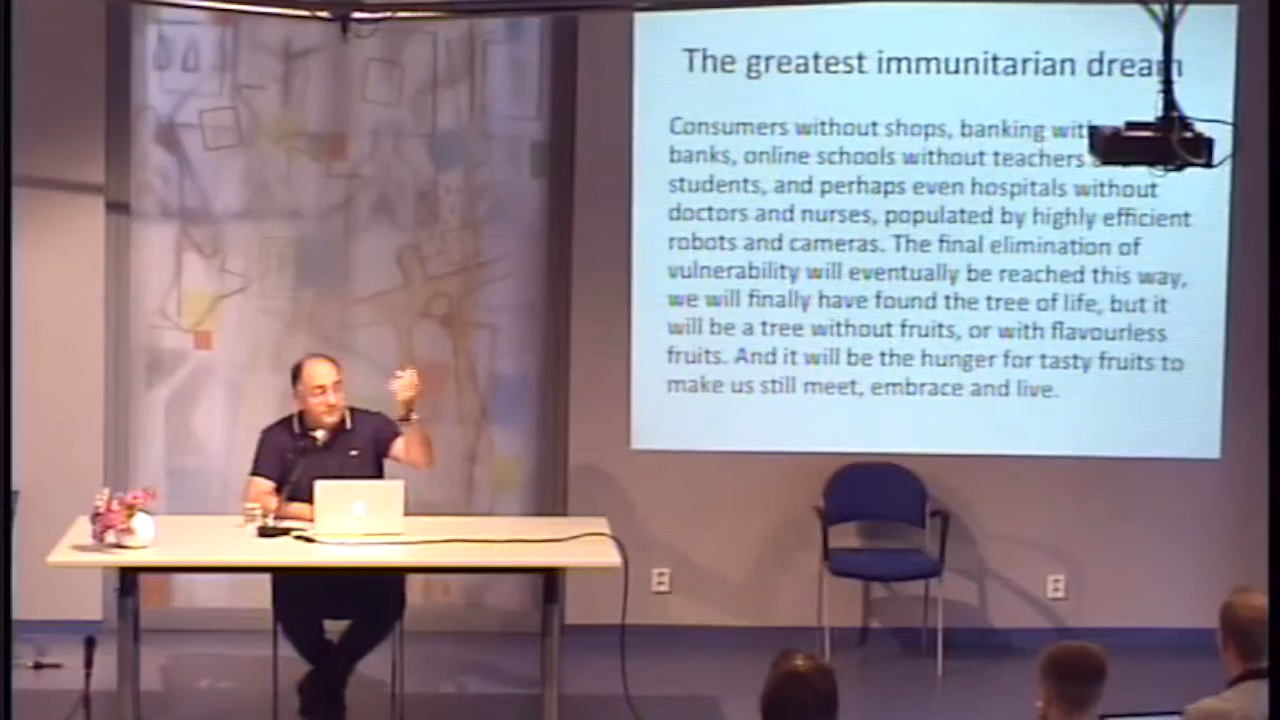 The greatest immunitarian dream
Consumers without shops, banking
banks, online schools without teachers
students, and perhaps even hospitals without
doctors and nurses, populated by highly efficient
robots and cameras. The final elimination of
vulnerability will eventually be reached this way,
we will finally have found the tree of life, but it
will be a tree without fruits, or with flavourless
fruits. And it will be the hunger for tasty fruits to
make us still meet, embrace and live.